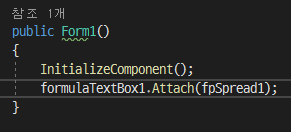 참조 1개
public Form1()
{
InitializeComponent();
formulaTextBox1.Attach(fpSpread1);
}